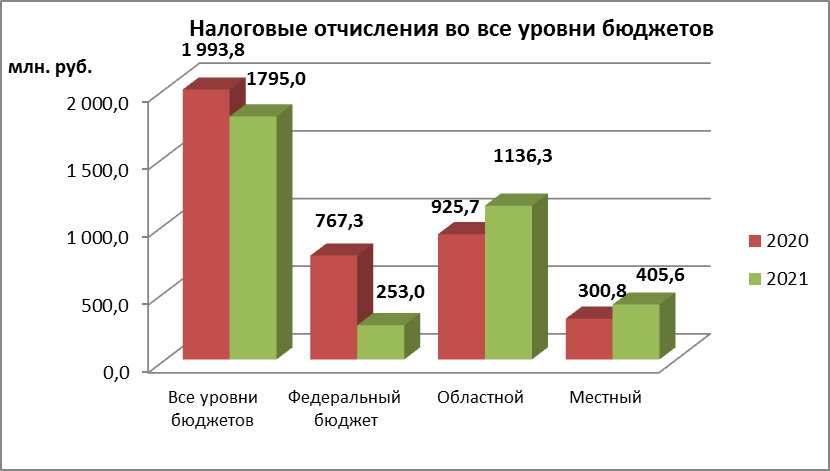 Налоговые отчисления во все уровни бюджетов
млн. руб.
1 993,8
1795,0
767,3
253,0
925,7
1136,3
300,8
405,6
2 000,0
1 500,0
1 000,0
500,0
0,0
Все уровни
бюджетов
Федеральный
бюджет
Областной
Местный
2020
2021